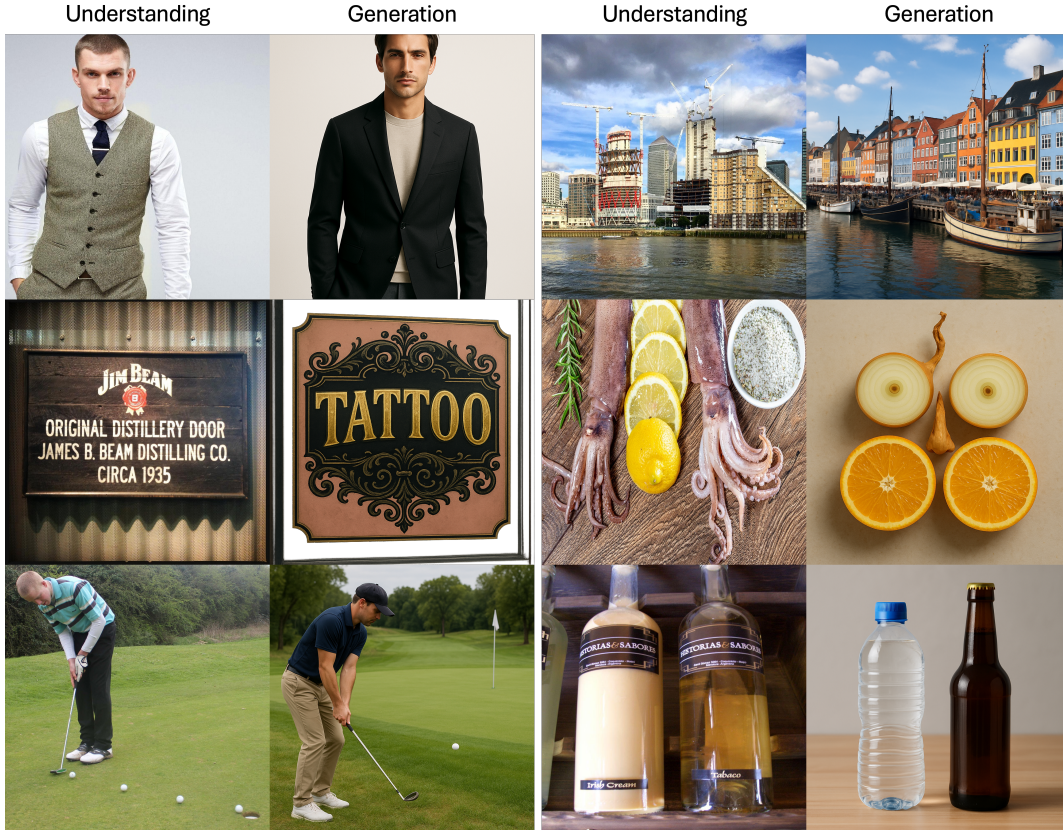 Understanding
Generation
Understanding
Generation
JIM BEAM
B
ORIGINAL DISTILLERY DOOR
JAMES B. BEAM DISTILLING CO.
CIRCA 1935
TATTOO
HISTORIAS & SABORES
HISTORIAS & SABORES
Irish Cream
Tabaco